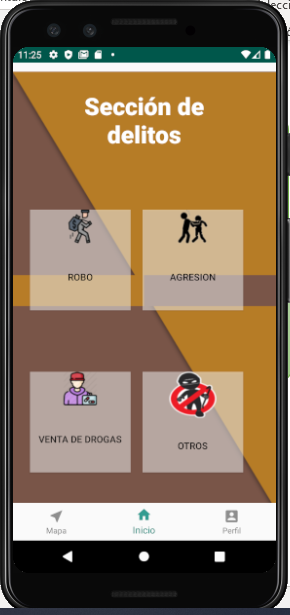 11:25
Sección de
delitos
ROBO
AGRESION
VENTA DE DROGAS
OTROS
Mapa
Inicio
Perfil